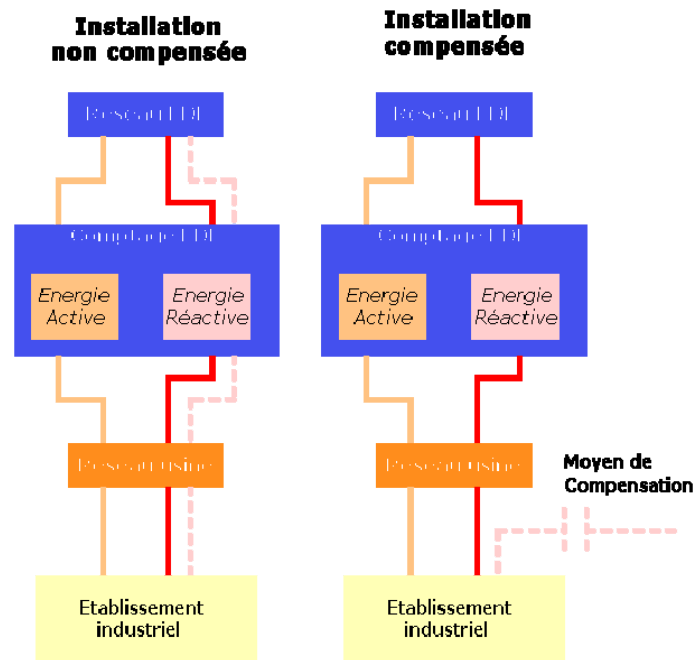 Installation
non compensée
Réseau EDF
Comptage EDF
Energie
Active
Energie
Réactive
Réseau usine
Etablissement
industriel
Installation
compensée
Réseau EDF
Comptage EDF
Energie
Active
Energie
Réactive
Réseau usine
Moyen de
Compensation
Etablissement
industriel